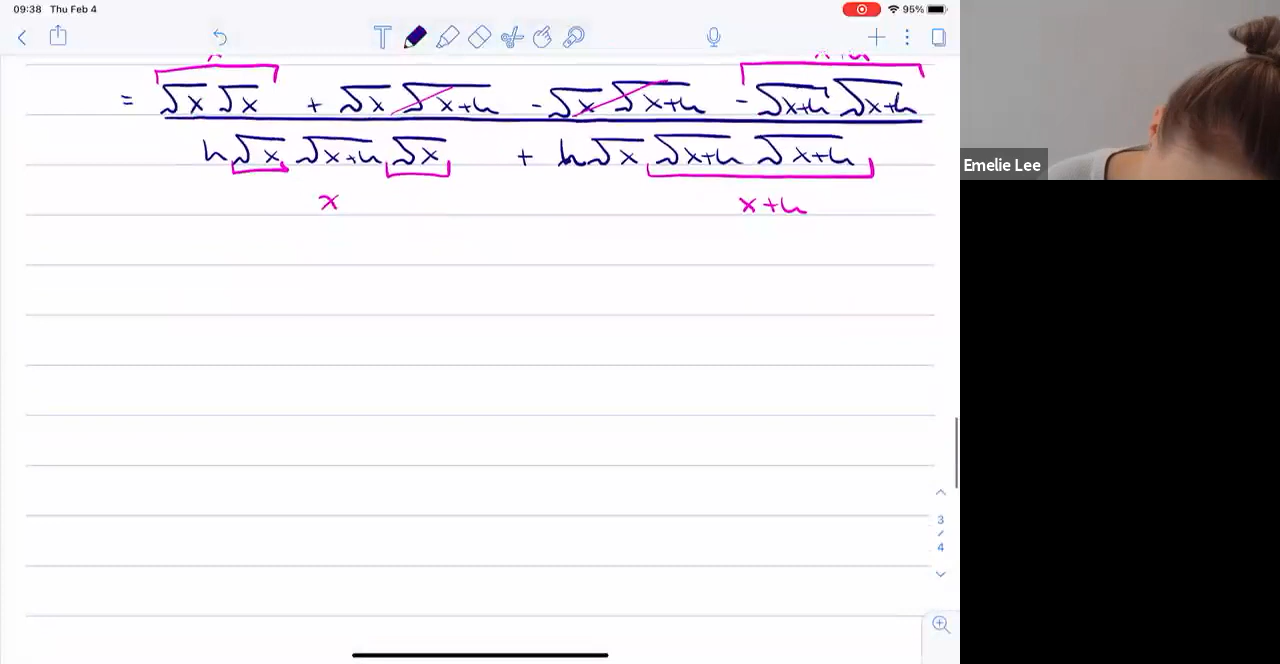 09:38 Thu Feb 4
95%
T
= √x √x + √x √x+h - √x √x+h - √x+h √x+h
h√x √x+h √x + h√x √x+h √x+h
x x+h
Emelie Lee
3
/
4